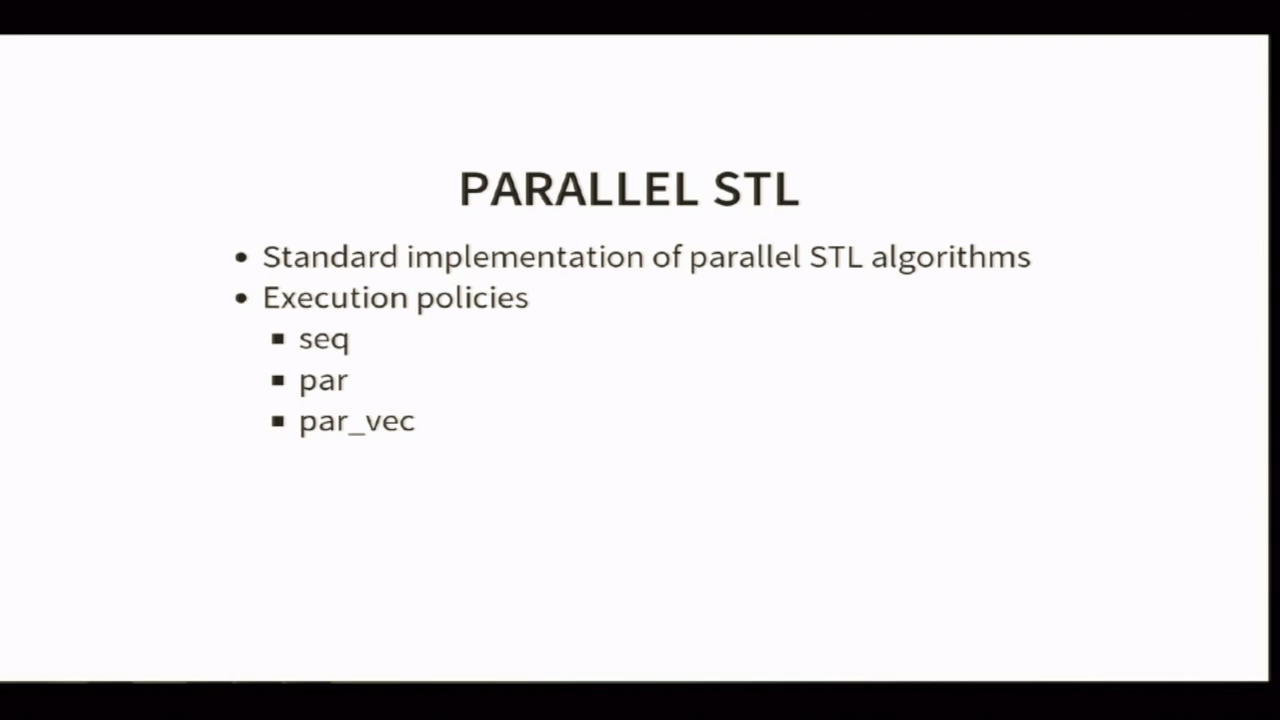 PARALLEL STL
Standard implementation of parallel STL algorithms
Execution policies
seq
par
par_vec